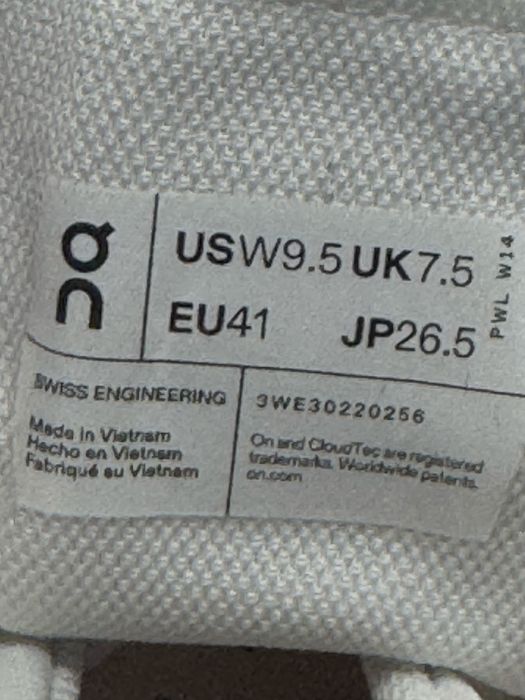 on
USW9.5 UK7.5
EU41 JP26.5
PWL W14
SWISS ENGINEERING
Made in Vietnam
Hecho en Vietnam
Fabriqué au Vietnam
3WE30220256
On and CloudTec are registered
trademarks. Worldwide patents.
on.com